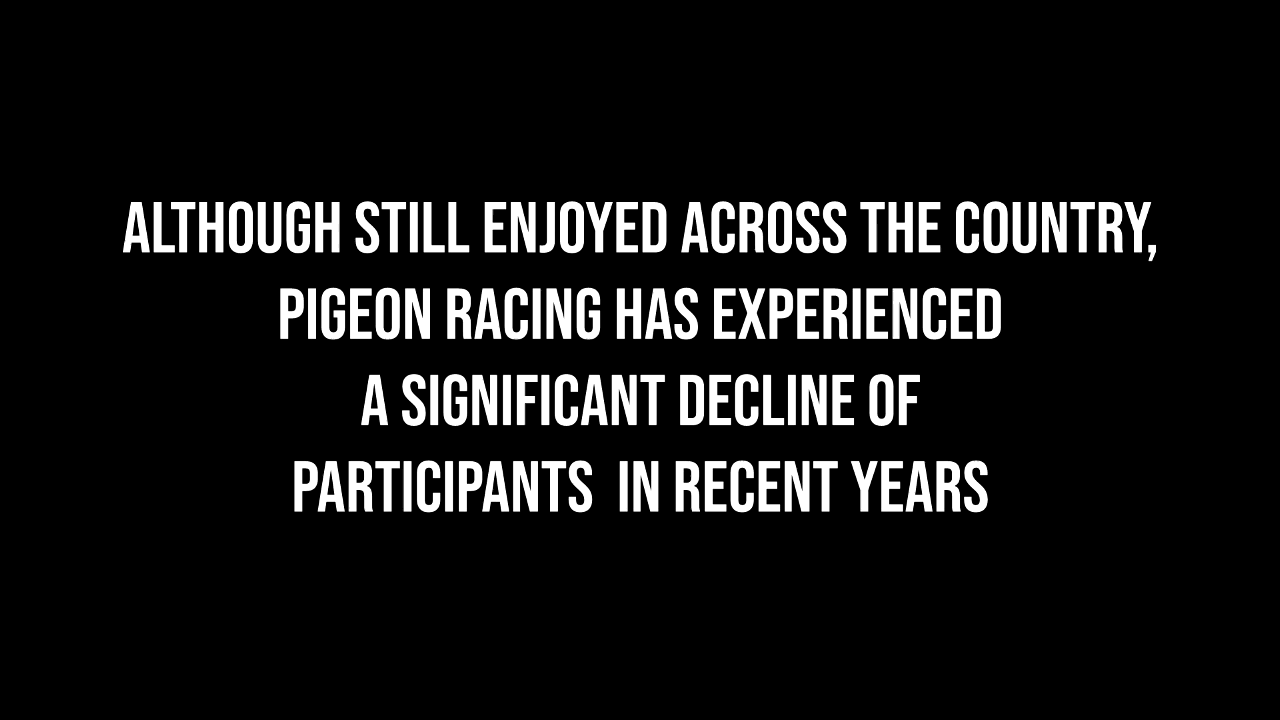 ALTHOUGH STILL ENJOYED ACROSS THE COUNTRY,
PIGEON RACING HAS EXPERIENCED
A SIGNIFICANT DECLINE OF
PARTICIPANTS  IN RECENT YEARS